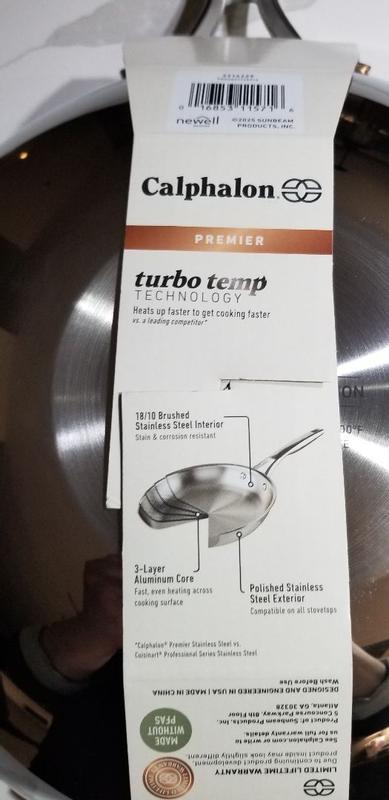 0 16853 11571 6
newell
©2025 SUNBEAM
PRODUCTS, INC.
Calphalon
PREMIER
turbo temp
TECHNOLOGY
Heats up faster to get cooking faster
vs. a leading competitor*
18/10 Brushed
Stainless Steel Interior
Stain & corrosion resistant
3-Layer
Aluminum Core
Fast, even heating across
cooking surface
Polished Stainless
Steel Exterior
Compatible on all stovetops
*Calphalon® Premier Stainless Steel vs.
Cuisinart® Professional Series Stainless Steel
LIMITED LIFETIME WARRANTY
Due to continuing product development,
product inside may look slightly different.
See Calphalon.com or write to
us for full warranty details.
Prod. of: Sunbeam Products, Inc.
5 Concourse Parkway, 8th Floor
Atlanta, GA 30328
DESIGNED AND ENGINEERED IN USA | MADE IN CHINA
Wash Before Use
MADE
WITHOUT
PFAS